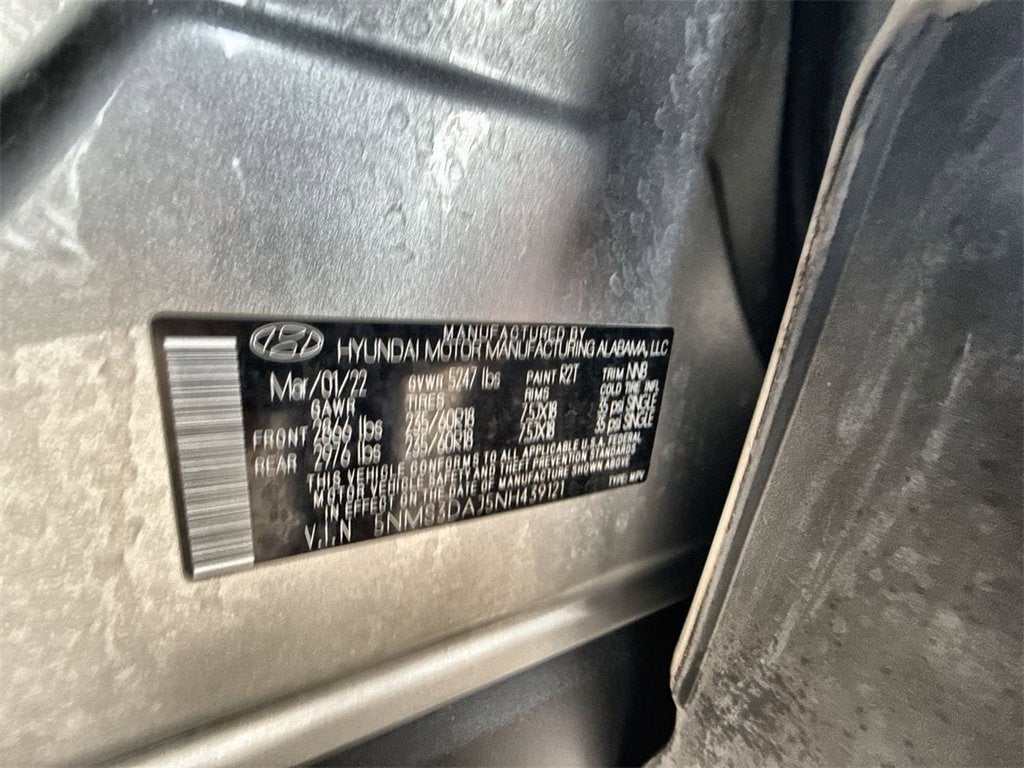 MANUFACTURED BY
HYUNDAI MOTOR MANUFACTURING ALABAMA, LLC
Mar/01/22 GVWR 5247 lbs PAINT R2T TRIM NNB
GAWR TIRES RIMS COLD TIRE INFL
FRONT 2866 lbs 235/60R18 7.5JX18 35 psi SINGLE
REAR 2976 lbs 235/60R18 7.5JX18 35 psi SINGLE
THIS VEHICLE CONFORMS TO ALL APPLICABLE U.S.A. FEDERAL
MOTOR VEHICLE SAFETY AND THEFT PREVENTION STANDARDS
IN EFFECT ON THE DATE OF MANUFACTURE SHOWN ABOVE
V.I.N 5NMS3DAJ5NH439121 TYPE: MPV